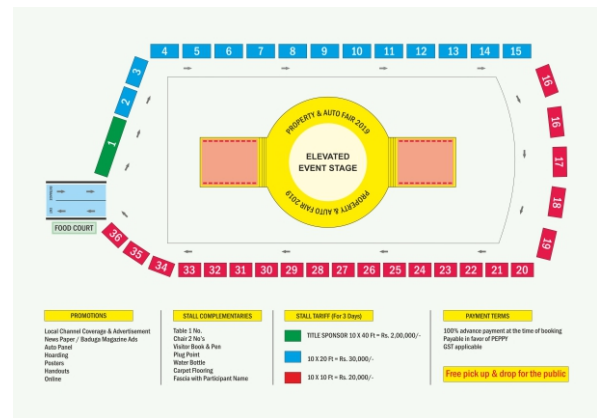 4 5 6 7 8 9 10 11 12 13 14 15
3
2
1
16
16
17
18
19
PROPERTY & AUTO FAIR 2019
ELEVATED
EVENT STAGE
PROPERTY & AUTO FAIR 2019
FOOD COURT
36
35
34
33 32 31 30 29 28 27 26 25 24 23 22 21 20
PROMOTIONS
Local Channel Coverage & Advertisement
News Paper / Baduga Magazine Ads
Auto Panel
Hoarding
Posters
Handouts
Online
STALL COMPLEMENTARIES
Table 1 No.
Chair 2 No's
Visitor Book & Pen
Plug Point
Water Bottle
Carpet Flooring
Fascia with Participant Name
STALL TARIFF (For 3 Days)
TITLE SPONSOR 10 X 40 Ft = Rs. 2,00,000/-
10 X 20 Ft = Rs. 30,000/-
10 X 10 Ft = Rs. 20,000/-
PAYMENT TERMS
100% advance payment at the time of booking
Payable in favor of PEPPY
GST applicable
Free pick up & drop for the public